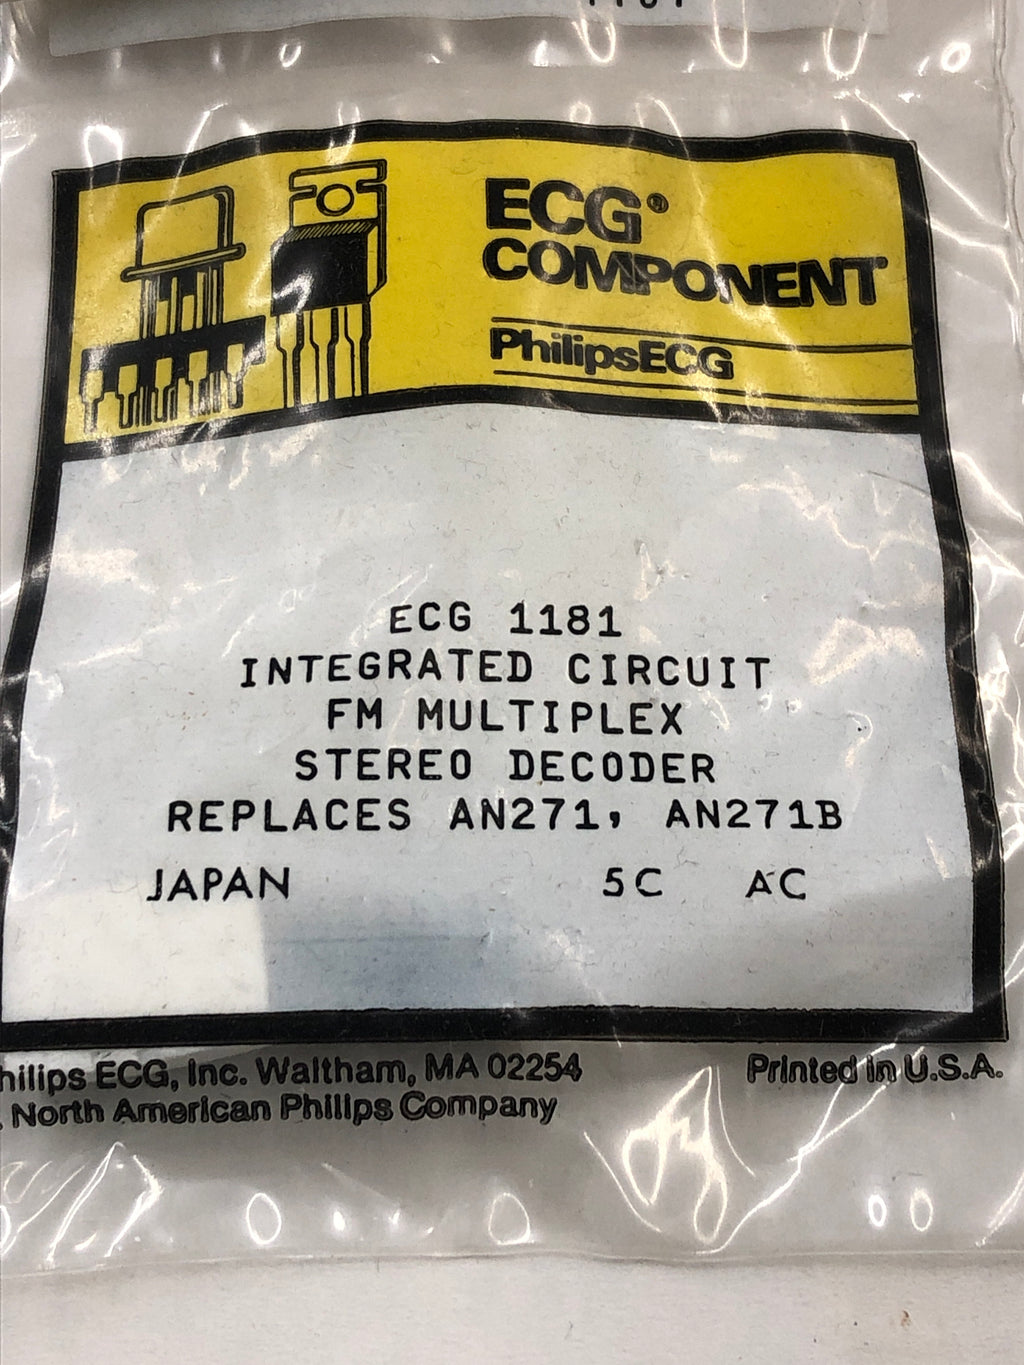 ECG®
COMPONENT
PhilipsECG
ECG 1181
INTEGRATED CIRCUIT
FM MULTIPLEX
STEREO DECODER
REPLACES AN271, AN271B
JAPAN 5C AC
hilips ECG, Inc. Waltham, MA 02254 Printed in U.S.A.
North American Philips Company